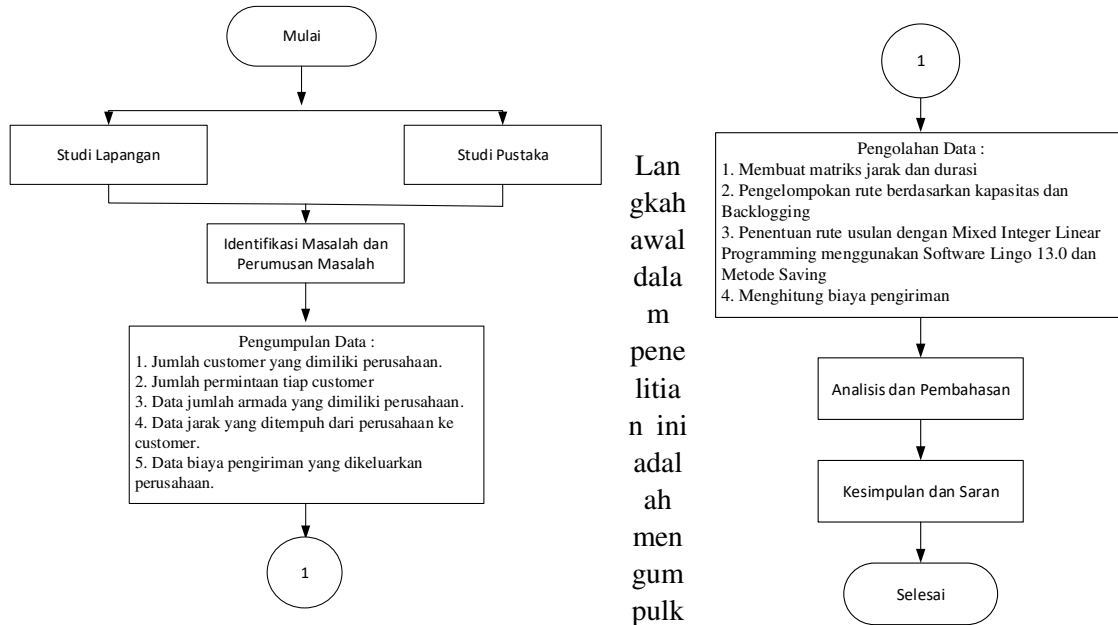 Mulai
Studi Lapangan
Studi Pustaka
Identifikasi Masalah dan
Perumusan Masalah
Pengumpulan Data :
1. Jumlah customer yang dimiliki perusahaan.
2. Jumlah permintaan tiap customer
3. Data jumlah armada yang dimiliki perusahaan.
4. Data jarak yang ditempuh dari perusahaan ke
customer.
5. Data biaya pengiriman yang dikeluarkan
perusahaan.
1
Lan
gkah
awal
dala
m
pene
litia
n ini
adal
ah
men
gum
pulk
1
Pengolahan Data :
1. Membuat matriks jarak dan durasi
2. Pengelompokan rute berdasarkan kapasitas dan
Backlogging
3. Penentuan rute usulan dengan Mixed Integer Linear
Programming menggunakan Software Lingo 13.0 dan
Metode Saving
4. Menghitung biaya pengiriman
Analisis dan Pembahasan
Kesimpulan dan Saran
Selesai